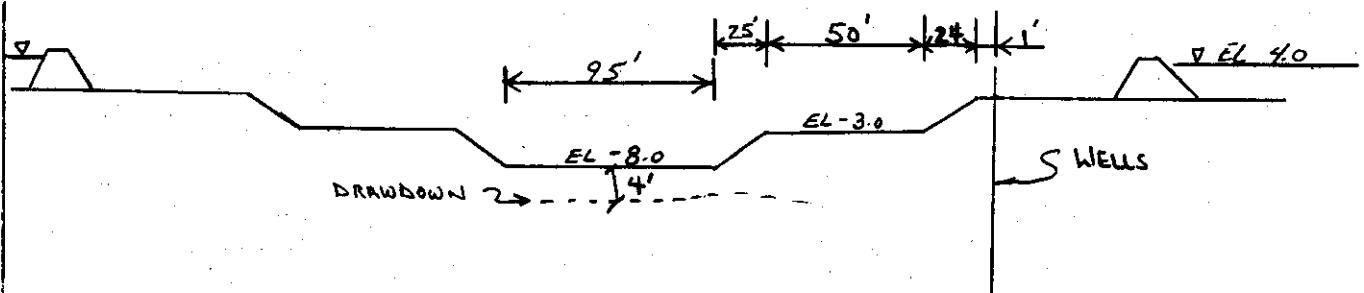 25' 50' 24 1'
95'
EL 4.0
EL-3.0
EL -8.0
4'
WELLS
DRAWDOWN